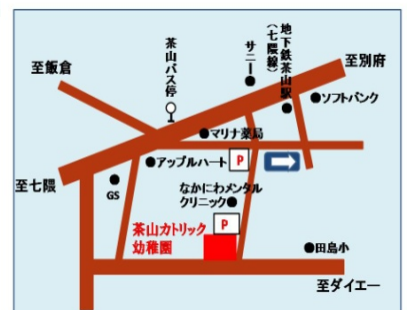 至飯倉
茶山バス停
サニー
地下鉄茶山駅
(七隈線)
至別府
ソフトバンク
マリナ薬局
アップルハート
P
至七隈
GS
なかにわメンタル
クリニック
P
茶山カトリック
幼稚園
田島小
至ダイエー